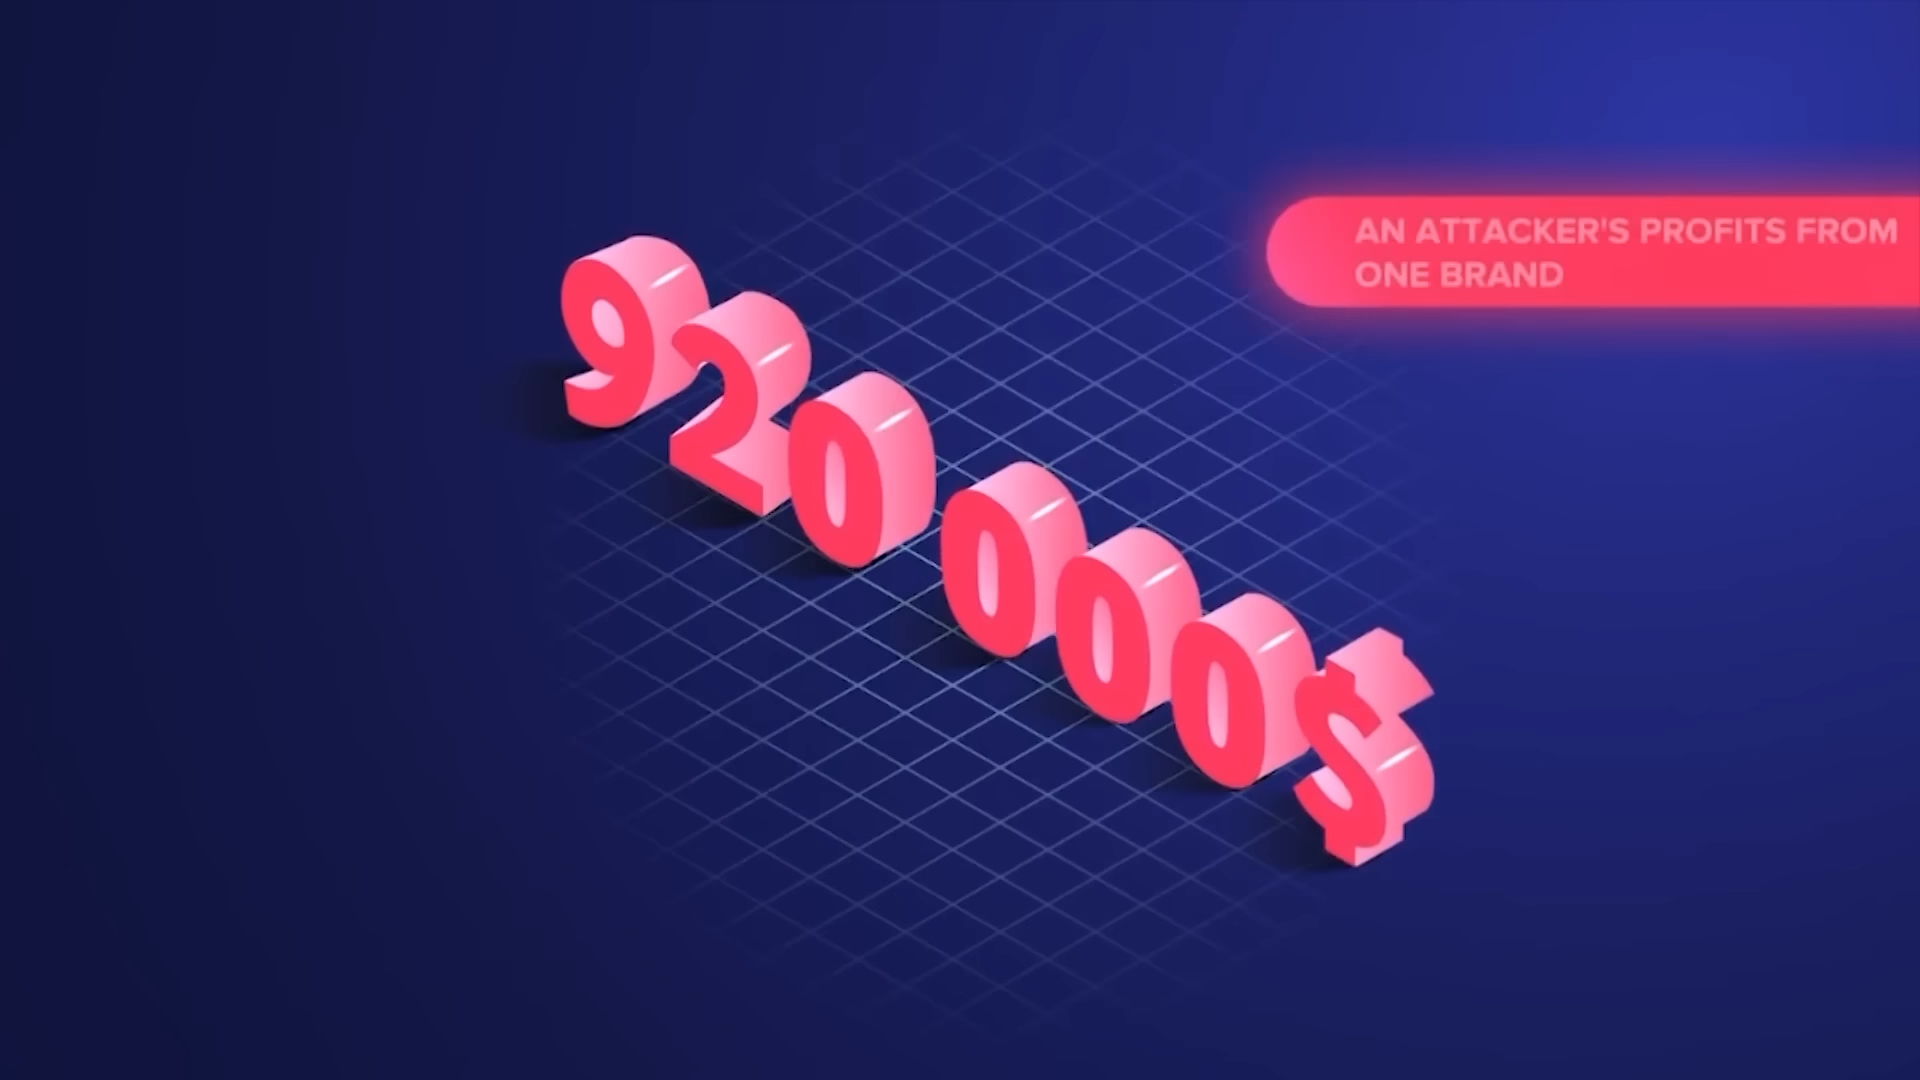 920 000$
AN ATTACKER'S PROFITS FROM
ONE BRAND